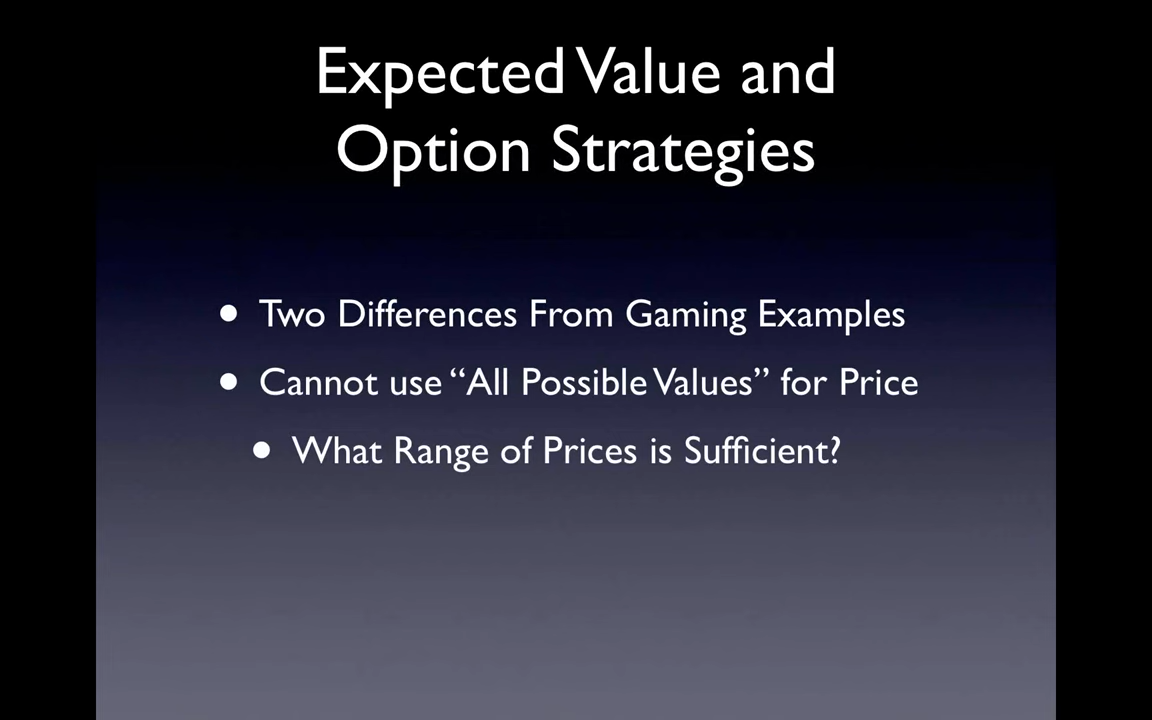 Expected Value and
Option Strategies
• Two Differences From Gaming Examples
• Cannot use “All Possible Values” for Price
• What Range of Prices is Sufficient?